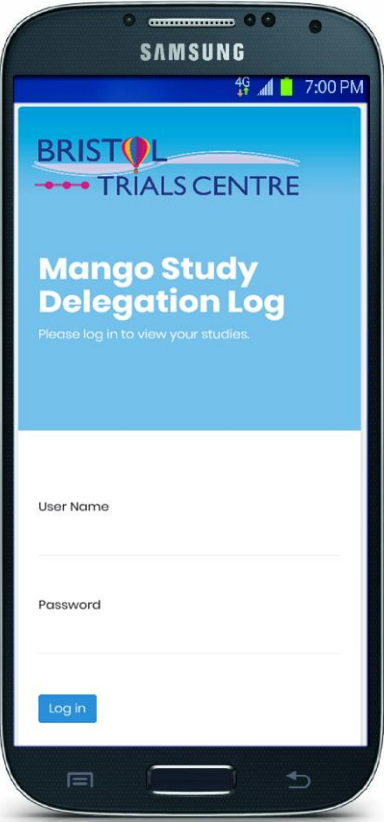 SAMSUNG
4G 7:00 PM
BRISTOL
TRIALS CENTRE
Mango Study
Delegation Log
Please log in to view your studies.
User Name
Password
Log in